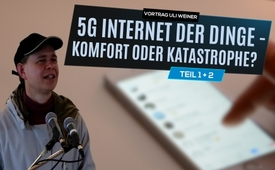 VORTRAG ULI WEINER
5G INTERNET DER DINGE -
KOMFORT ODER KATASTROPHE?
TEIL 1 + 2